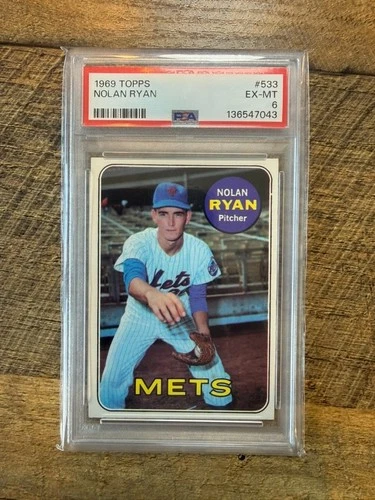 1969 TOPPS #533
NOLAN RYAN EX-MT
6
PSA 136547043
NOLAN
RYAN
Pitcher
Mets
METS